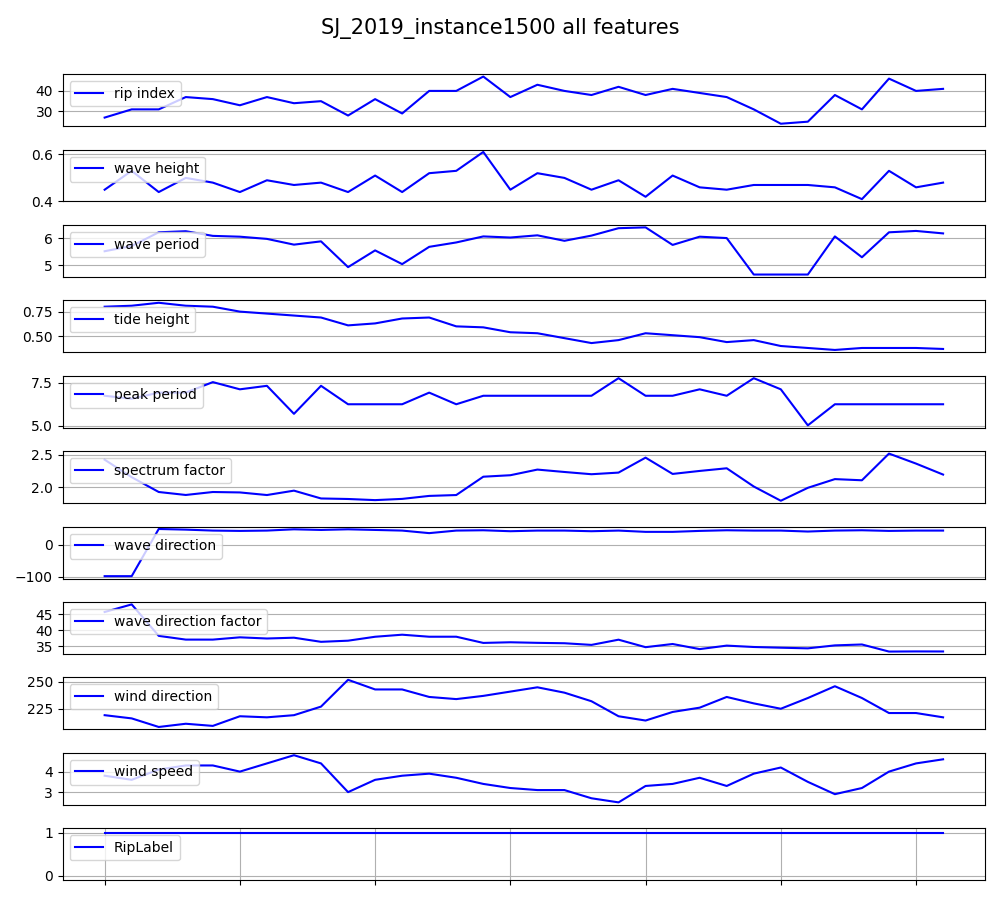 SJ_2019_instance1500 all features
40
30
rip index
0.6
0.4
wave height
6
5
wave period
0.75
0.50
tide height
7.5
5.0
peak period
2.5
2.0
spectrum factor
0
−100
wave direction
45
40
35
wave direction factor
250
225
wind direction
4
3
wind speed
1
0
RipLabel